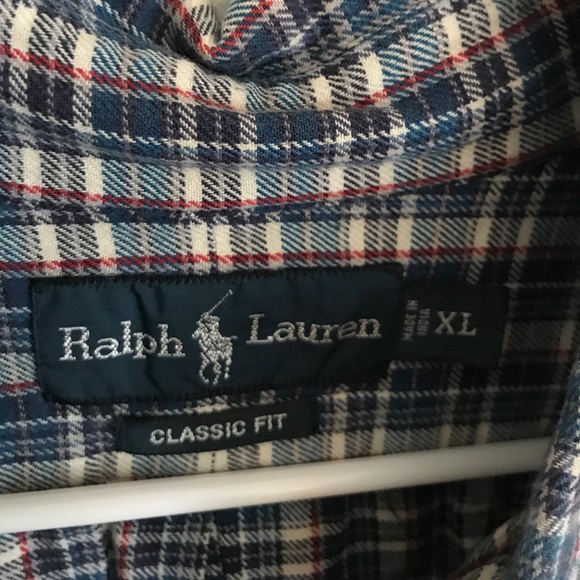 Ralph Lauren
MADE IN
INDIA
XL
CLASSIC FIT